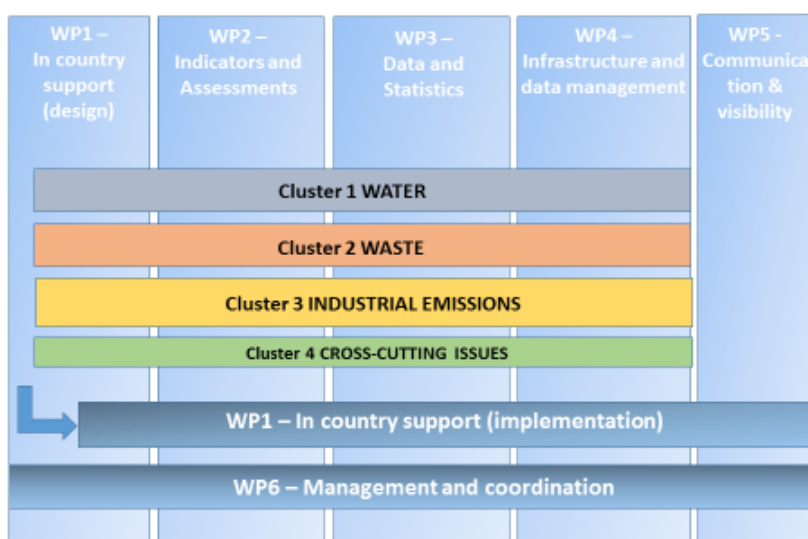 WP1 –
In country
support
(design)
WP2 –
Indicators and
Assessments
WP3 –
Data and
Statistics
WP4 –
Infrastructure and
data management
WP5 -
Communica
tion &
visibility
Cluster 1 WATER
Cluster 2 WASTE
Cluster 3 INDUSTRIAL EMISSIONS
Cluster 4 CROSS-CUTTING ISSUES
WP1 – In country support (implementation)
WP6 – Management and coordination